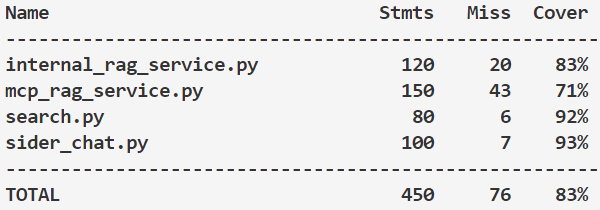 Name                             Stmts   Miss  Cover
------------------------------------------------------
internal_rag_service.py            120     20    83%
mcp_rag_service.py                 150     43    71%
search.py                           80      6    92%
sider_chat.py                      100      7    93%
------------------------------------------------------
TOTAL                              450     76    83%